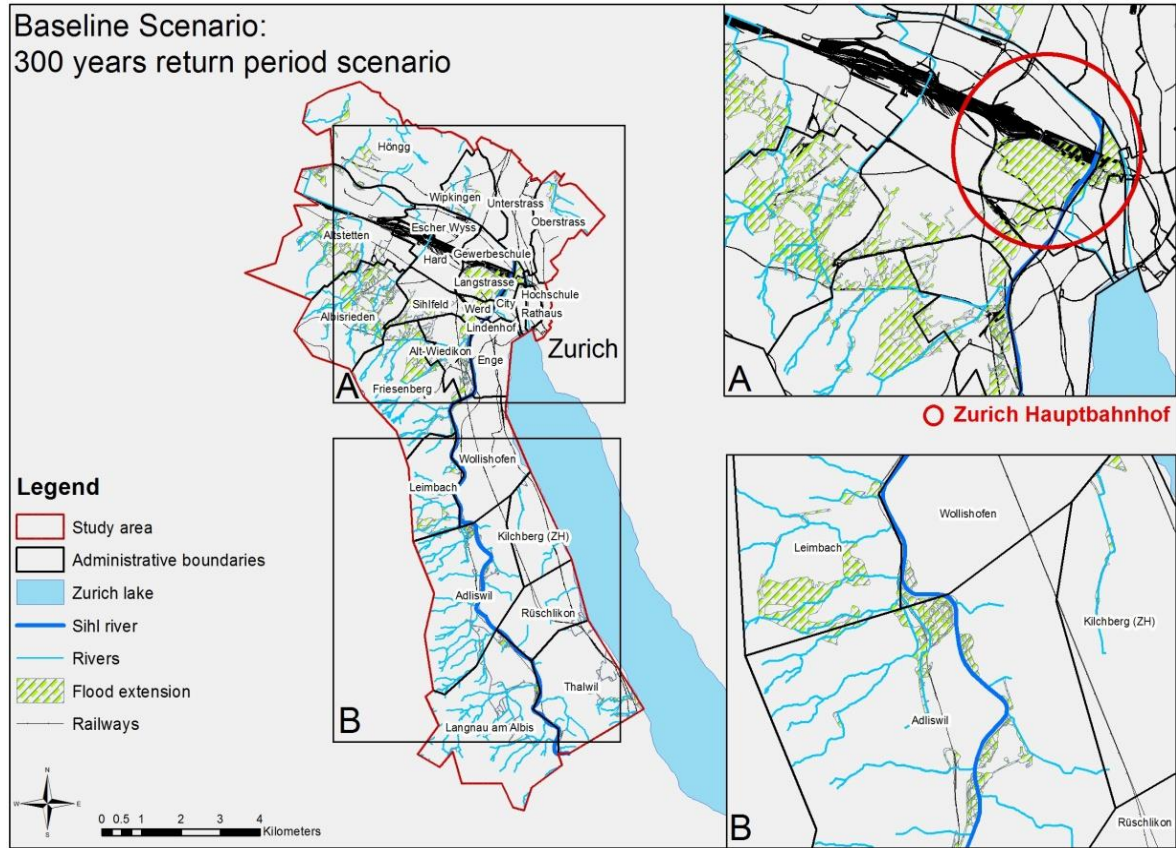 Baseline Scenario:
300 years return period scenario
Höngg
Wipkingen
Unterstrass
Oberstrass
Escher Wyss
Altstetten
Hard
Gewerbeschule
Langstrasse
Hochschule
City
Rathaus
Sihlfeld
Werd
Albisrieden
Lindenhof
Zurich
Alt-Wiedikon
Enge
A
Friesenberg
Wollishofen
Leimbach
Kilchberg (ZH)
Adliswil
Rüschlikon
Thalwil
B
Langnau am Albis
Legend
Study area
Administrative boundaries
Zurich lake
Sihl river
Rivers
Flood extension
Railways
N
W
E
S
0 0.5 1 2 3 4
Kilometers
A
Zurich Hauptbahnhof
Wollishofen
Leimbach
Kilchberg (ZH)
Adliswil
B
Rüschlikon